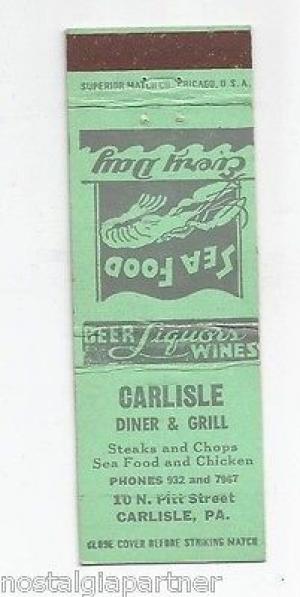 SUPERIOR MATCH CO. CHICAGO, U.S.A.
Every Day
SEA FOOD
BEER Liquors WINES
CARLISLE
DINER & GRILL
Steaks and Chops
Sea Food and Chicken
PHONES 932 and 7967
10 N. Pitt Street
CARLISLE, PA.
CLOSE COVER BEFORE STRIKING MATCH
nostalgiapartner